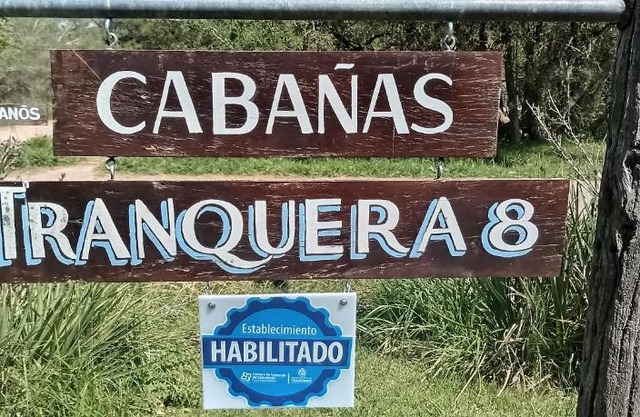 CABAÑAS
TRANQUERA 8
Establecimiento
HABILITADO